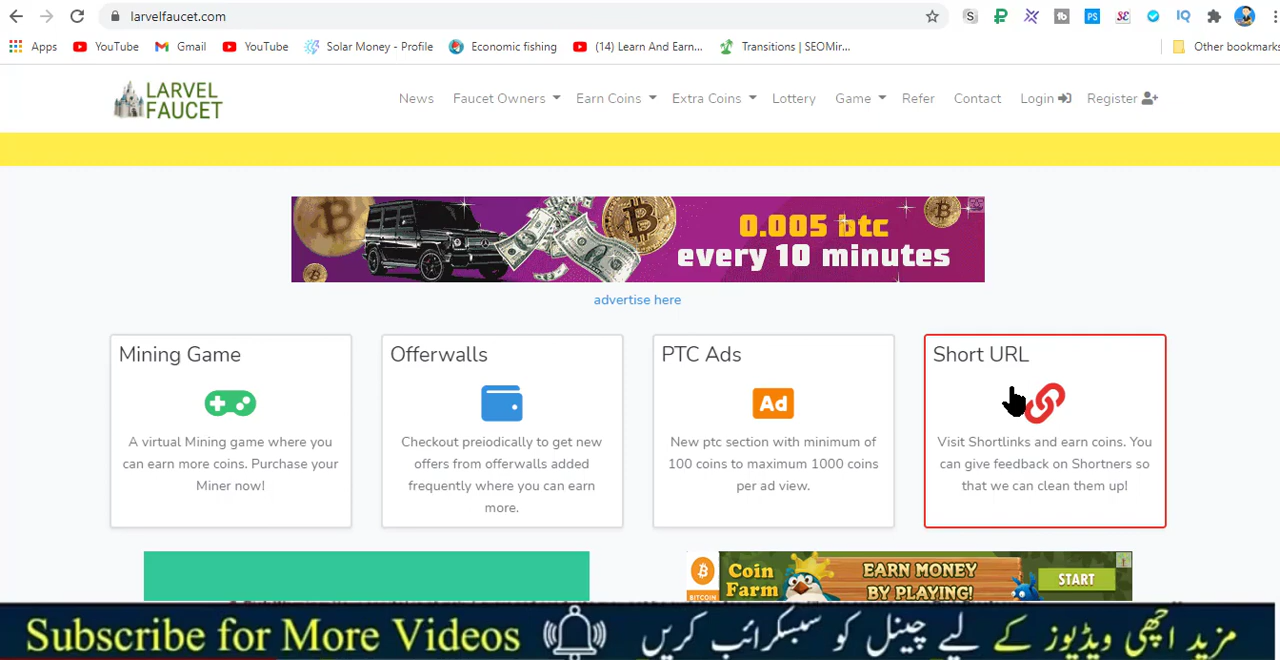 larvelfaucet.com
Apps YouTube Gmail YouTube Solar Money - Profile Economic fishing (14) Learn And Earn... Transitions | SEOMir... Other bookmarks
LARVEL
FAUCET
News Faucet Owners Earn Coins Extra Coins Lottery Game Refer Contact Login Register
0.005 btc
every 10 minutes
advertise here
Mining Game
A virtual Mining game where you
can earn more coins. Purchase your
Miner now!
Offerwalls
Checkout preiodically to get new
offers from offerwalls added
frequently where you can earn
more.
PTC Ads
Ad
New ptc section with minimum of
100 coins to maximum 1000 coins
per ad view.
Short URL
Visit Shortlinks and earn coins. You
can give feedback on Shortners so
that we can clean them up!
BITCOIN
Coin
Farm
EARN MONEY
BY PLAYING!
START
Subscribe for More Videos
مزید اچھی ویڈیوز کے لیے چینل کو سبسکرائب کریں